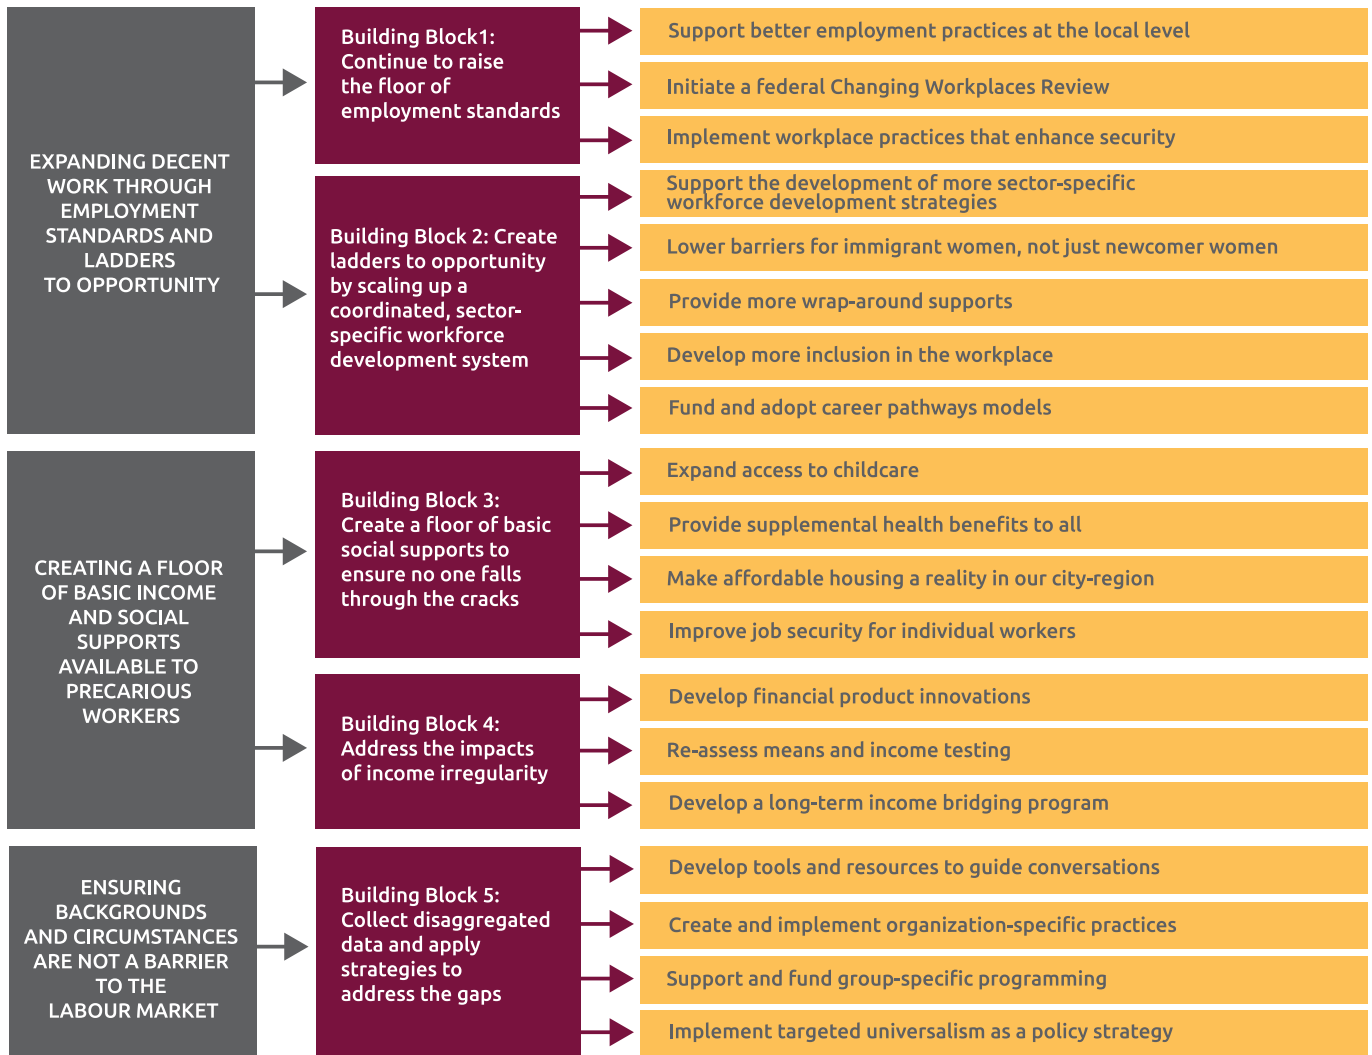 EXPANDING DECENT
WORK THROUGH
EMPLOYMENT
STANDARDS AND
LADDERS
TO OPPORTUNITY
Building Block1:
Continue to raise
the floor of
employment standards
Support better employment practices at the local level
Initiate a federal Changing Workplaces Review
Implement workplace practices that enhance security
Building Block 2: Create
ladders to opportunity
by scaling up a
coordinated, sector-
specific workforce
development system
Support the development of more sector-specific
workforce development strategies
Lower barriers for immigrant women, not just newcomer women
Provide more wrap-around supports
Develop more inclusion in the workplace
Fund and adopt career pathways models
CREATING A FLOOR
OF BASIC INCOME
AND SOCIAL
SUPPORTS
AVAILABLE TO
PRECARIOUS
WORKERS
Building Block 3:
Create a floor of basic
social supports to
ensure no one falls
through the cracks
Expand access to childcare
Provide supplemental health benefits to all
Make affordable housing a reality in our city-region
Improve job security for individual workers
Building Block 4:
Address the impacts
of income irregularity
Develop financial product innovations
Re-assess means and income testing
Develop a long-term income bridging program
ENSURING
BACKGROUNDS
AND CIRCUMSTANCES
ARE NOT A BARRIER
TO THE
LABOUR MARKET
Building Block 5:
Collect disaggregated
data and apply
strategies to
address the gaps
Develop tools and resources to guide conversations
Create and implement organization-specific practices
Support and fund group-specific programming
Implement targeted universalism as a policy strategy